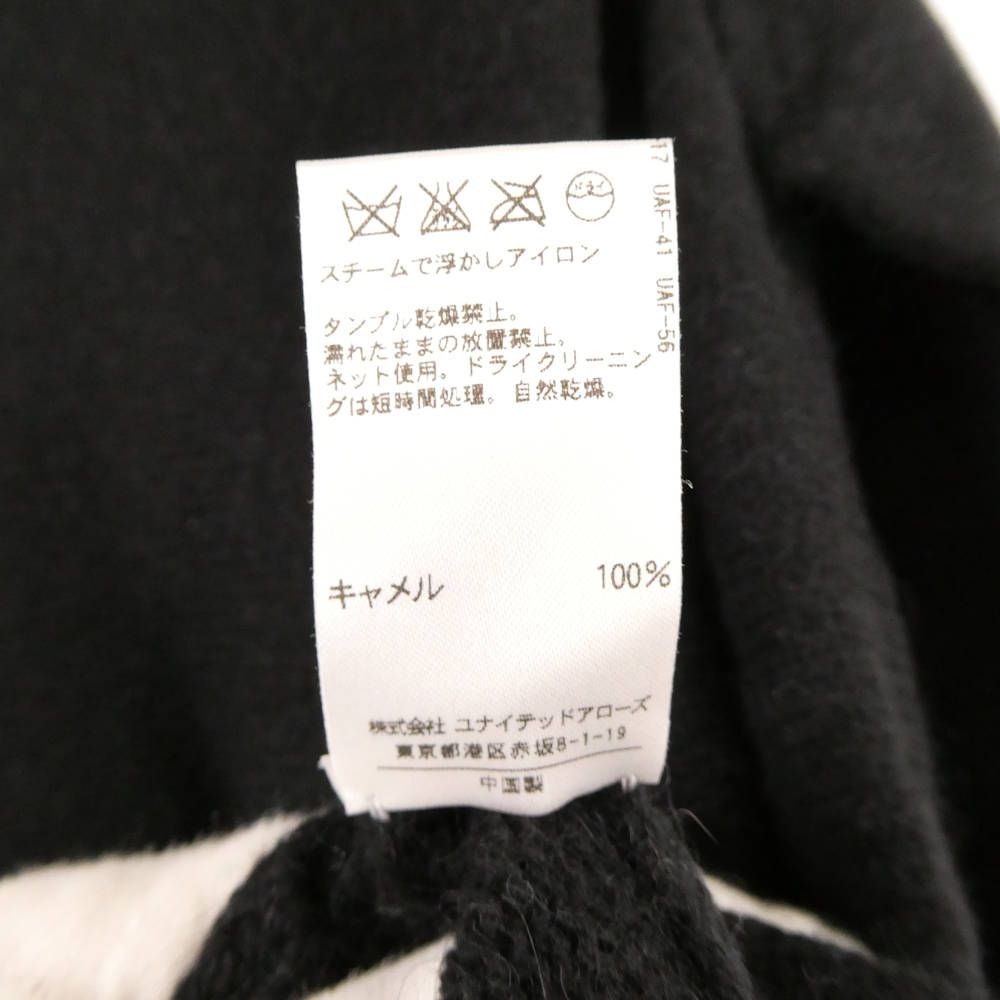 ドライ
スチームで浮かしアイロン
タンブル乾燥禁止。
濡れたままの放置禁止。
ネット使用。ドライクリーニン
グは短時間処理。自然乾燥。
キャメル 100%
株式会社 ユナイテッドアローズ
東京都港区赤坂8-1-19
中国製
17 UAF-41 UAF-56